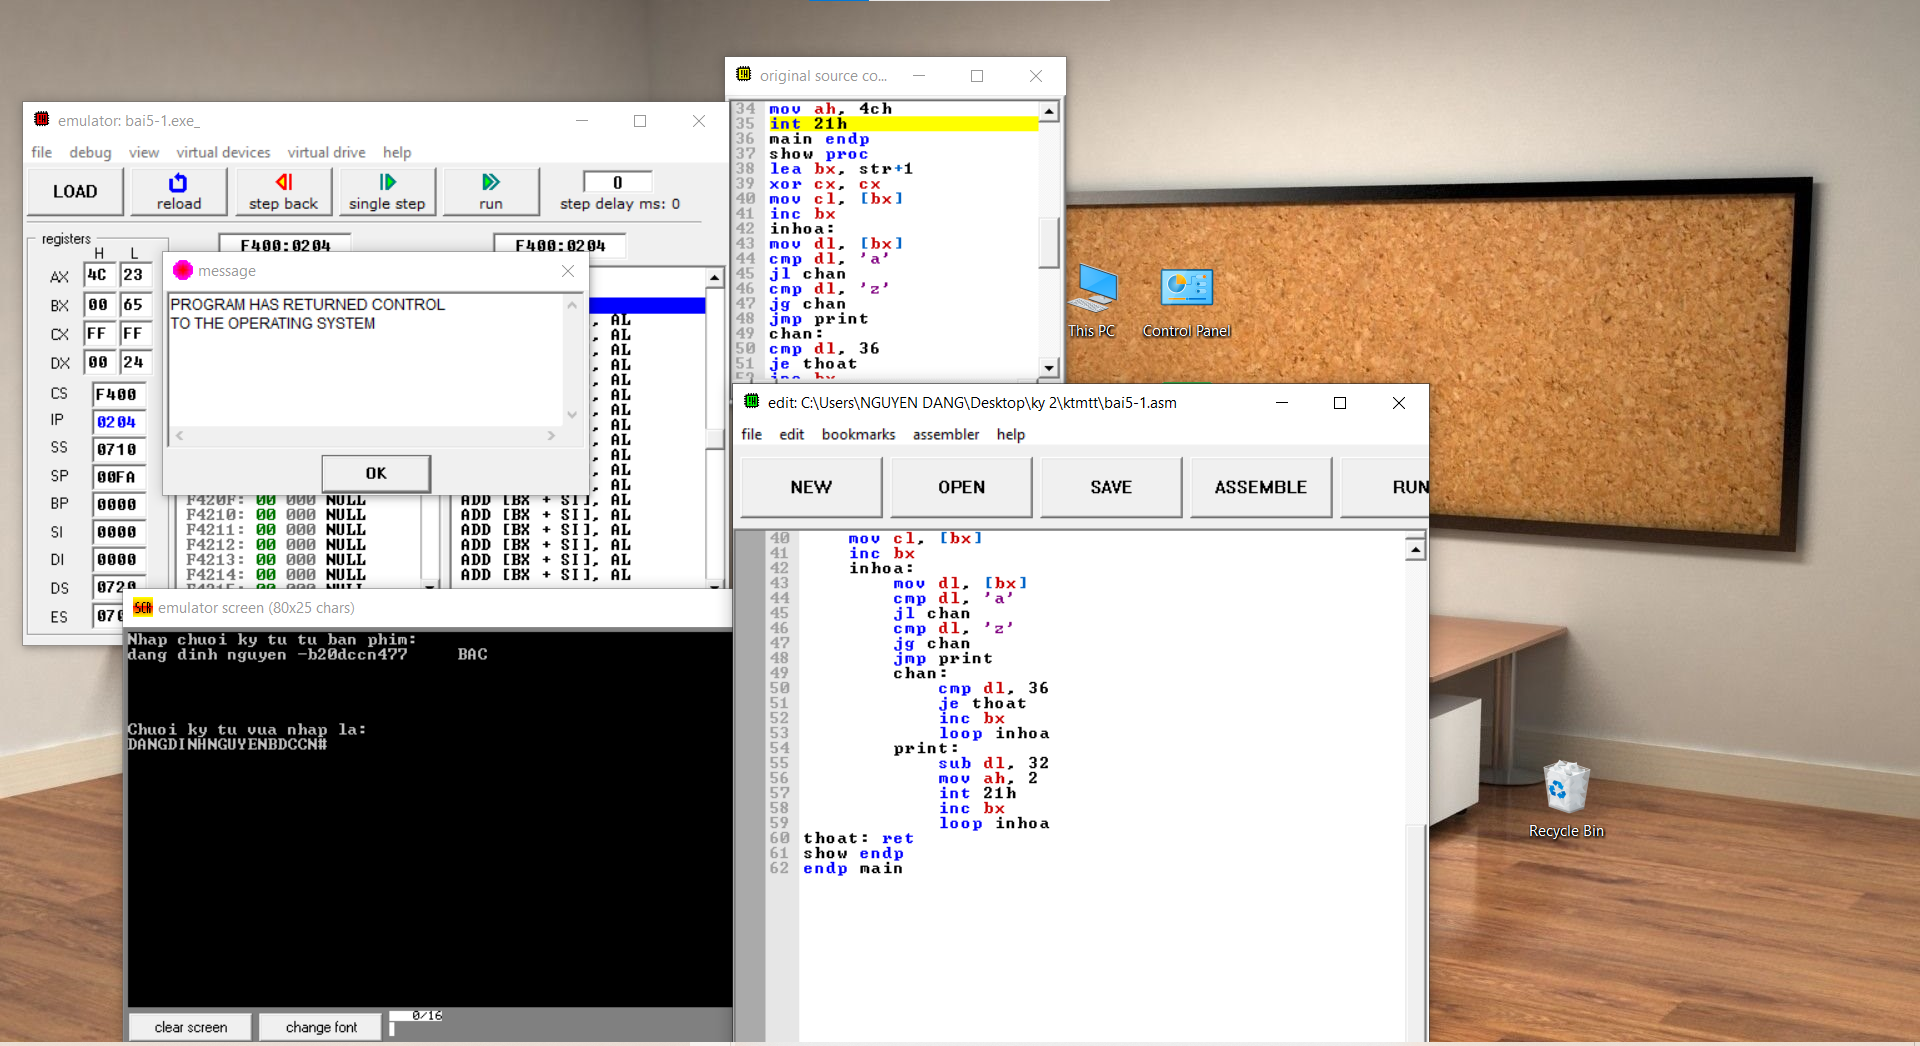 original source co...
34 mov ah, 4ch
35 int 21h
36 main endp
37 show proc
38 lea bx, str+1
39 xor cx, cx
40 mov cl, [bx]
41 inc bx
42 inhoa:
43 mov dl, [bx]
44 cmp dl, 'a'
45 jl chan
46 cmp dl, 'z'
47 jg chan
48 jmp print
49 chan:
50 cmp dl, 36
51 je thoat
52 inc bx
emulator: bai5-1.exe_
file debug view virtual devices virtual drive help
LOAD reload step back single step run 0 step delay ms: 0
registers F400:0204 F400:0204
H L
AX 4C 23
BX 00 65
CX FF FF
DX 00 24
CS F400
IP 0204
SS 0710
SP 00FA
BP 0000
SI 0000
DI 0000
DS 0720
ES
message
PROGRAM HAS RETURNED CONTROL
TO THE OPERATING SYSTEM
OK
, AL
, AL
, AL
, AL
, AL
, AL
, AL
, AL
, AL
, AL
, AL
, AL
F420F: 00 000 NULL ADD [BX + SI], AL
F4210: 00 000 NULL ADD [BX + SI], AL
F4211: 00 000 NULL ADD [BX + SI], AL
F4212: 00 000 NULL ADD [BX + SI], AL
F4213: 00 000 NULL ADD [BX + SI], AL
F4214: 00 000 NULL ADD [BX + SI], AL
This PC
Control Panel
edit: C:\Users\NGUYEN DANG\Desktop\ky 2\ktmtt\bai5-1.asm
file edit bookmarks assembler help
NEW OPEN SAVE ASSEMBLE RUN
40 mov cl, [bx]
41 inc bx
42 inhoa:
43 mov dl, [bx]
44 cmp dl, 'a'
45 jl chan
46 cmp dl, 'z'
47 jg chan
48 jmp print
49 chan:
50 cmp dl, 36
51 je thoat
52 inc bx
53 loop inhoa
54 print:
55 sub dl, 32
56 mov ah, 2
57 int 21h
58 inc bx
59 loop inhoa
60 thoat: ret
61 show endp
62 endp main
SCR emulator screen (80x25 chars)
Nhap chuoi ky tu tu ban phim:
dang dinh nguyen -b20dccn477 BAC
Chuoi ky tu vua nhap la:
DANGDINHNGUYENBDCCN#
clear screen change font 0/16
Recycle Bin